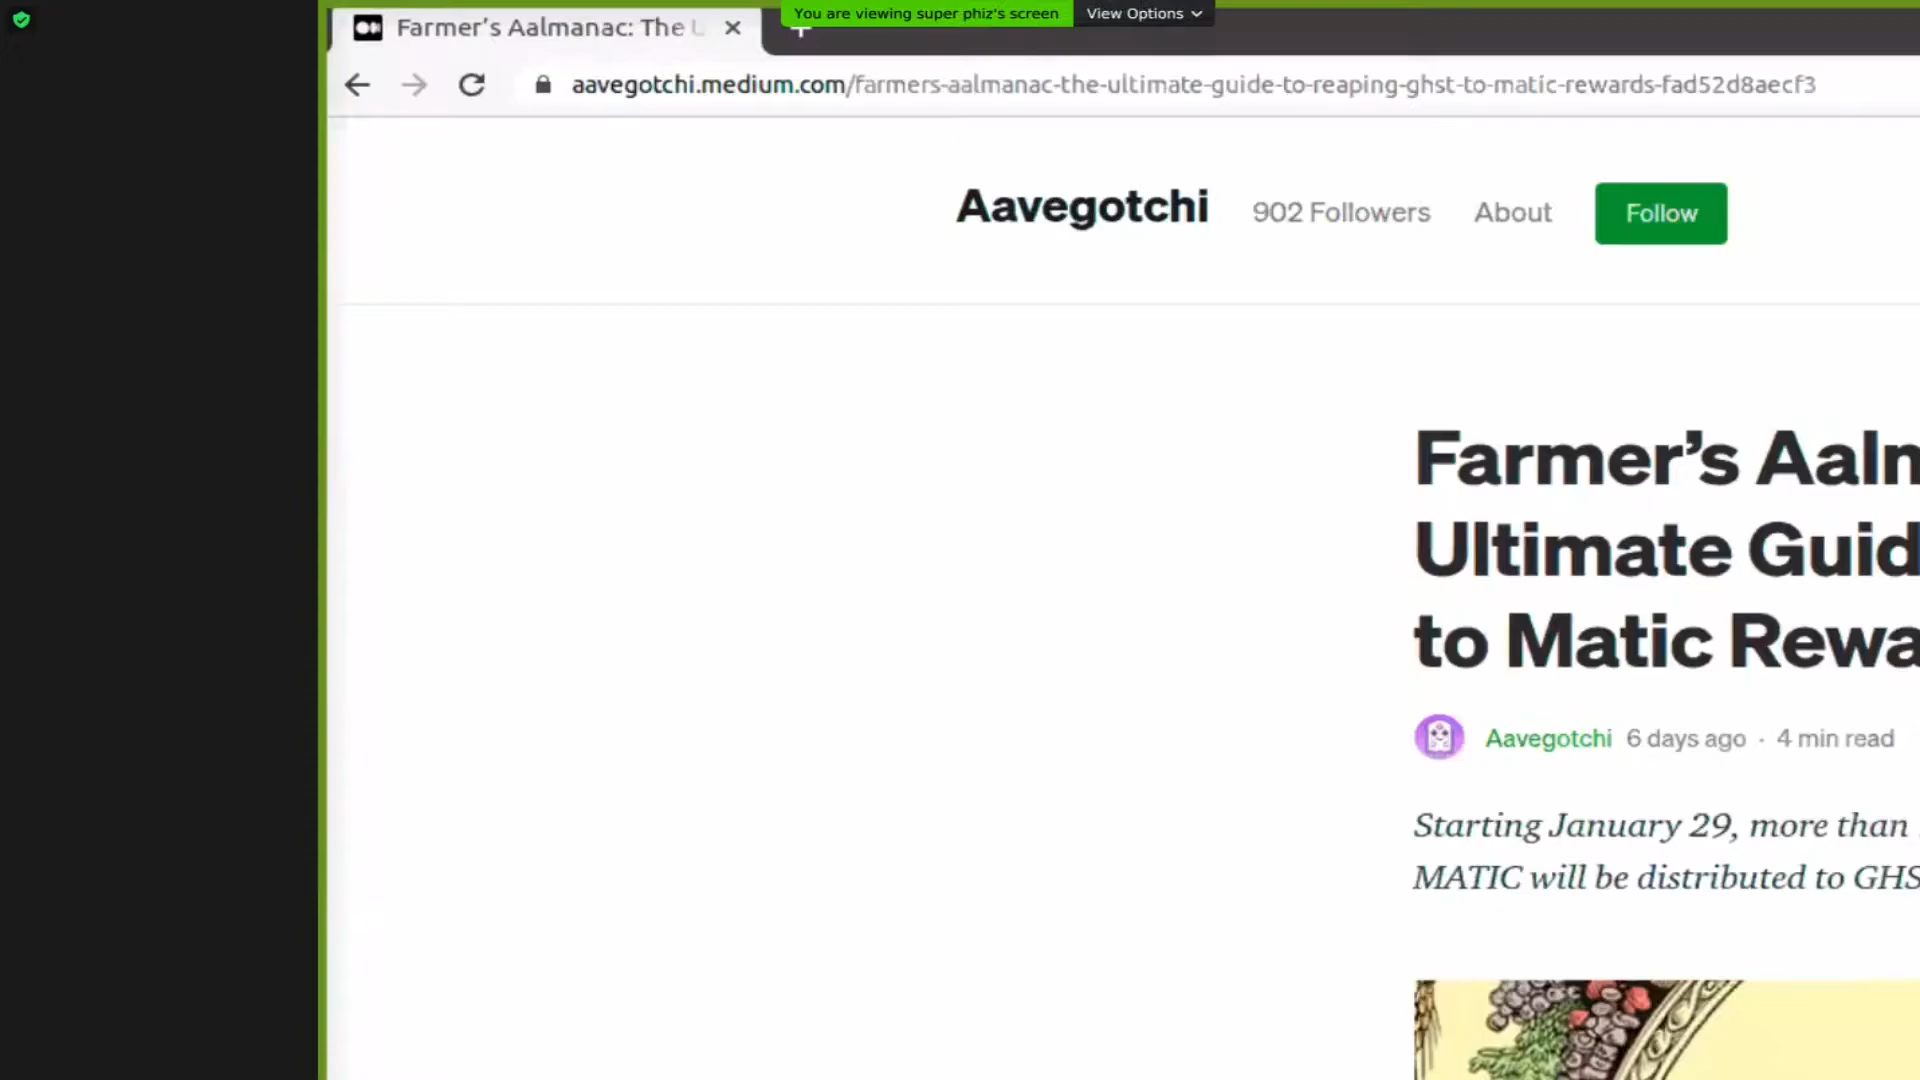 You are viewing super phiz's screen View Options
Farmer's Aalmanac: The
aavegotchi.medium.com/farmers-aalmanac-the-ultimate-guide-to-reaping-ghst-to-matic-rewards-fad52d8aecf3
Aavegotchi 902 Followers About Follow
Farmer's Aalm
Ultimate Guid
to Matic Rewa
Aavegotchi 6 days ago · 4 min read
Starting January 29, more than
MATIC will be distributed to GHS